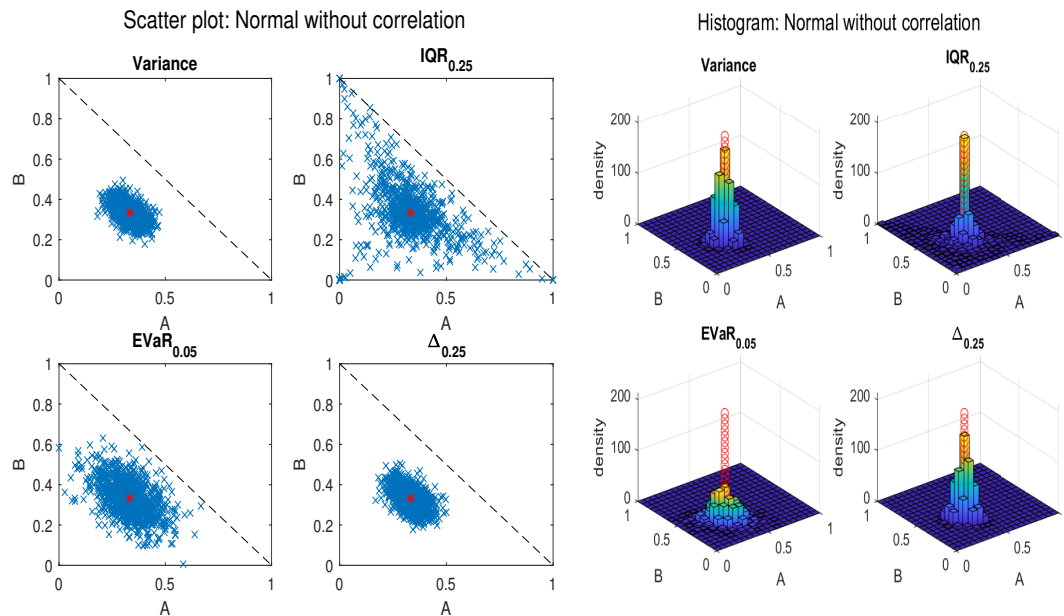 Scatter plot: Normal without correlation
Variance
1
0.8
0.6
0.4
0.2
0
B
0 0.5 1
A
IQR0.25
1
0.8
0.6
0.4
0.2
0
B
0 0.5 1
A
EVaR0.05
1
0.8
0.6
0.4
0.2
0
B
0 0.5 1
A
Δ0.25
1
0.8
0.6
0.4
0.2
0
B
0 0.5 1
A
Histogram: Normal without correlation
Variance
200
100
0
density
1
0.5
0
B
0
0.5
1
A
IQR0.25
200
100
0
density
1
0.5
0
B
0
0.5
1
A
EVaR0.05
200
100
0
density
1
0.5
0
B
0
0.5
1
A
Δ0.25
200
100
0
density
1
0.5
0
B
0
0.5
1
A